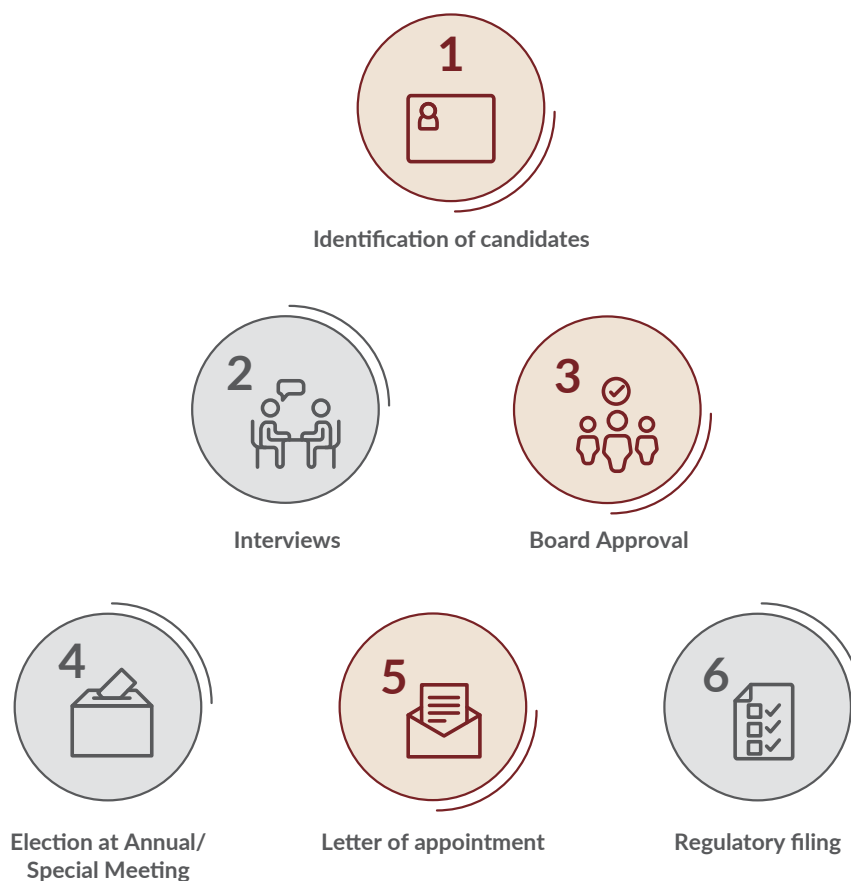 1
Identification of candidates
2
Interviews
3
Board Approval
4
Election at Annual/
Special Meeting
5
Letter of appointment
6
Regulatory filing